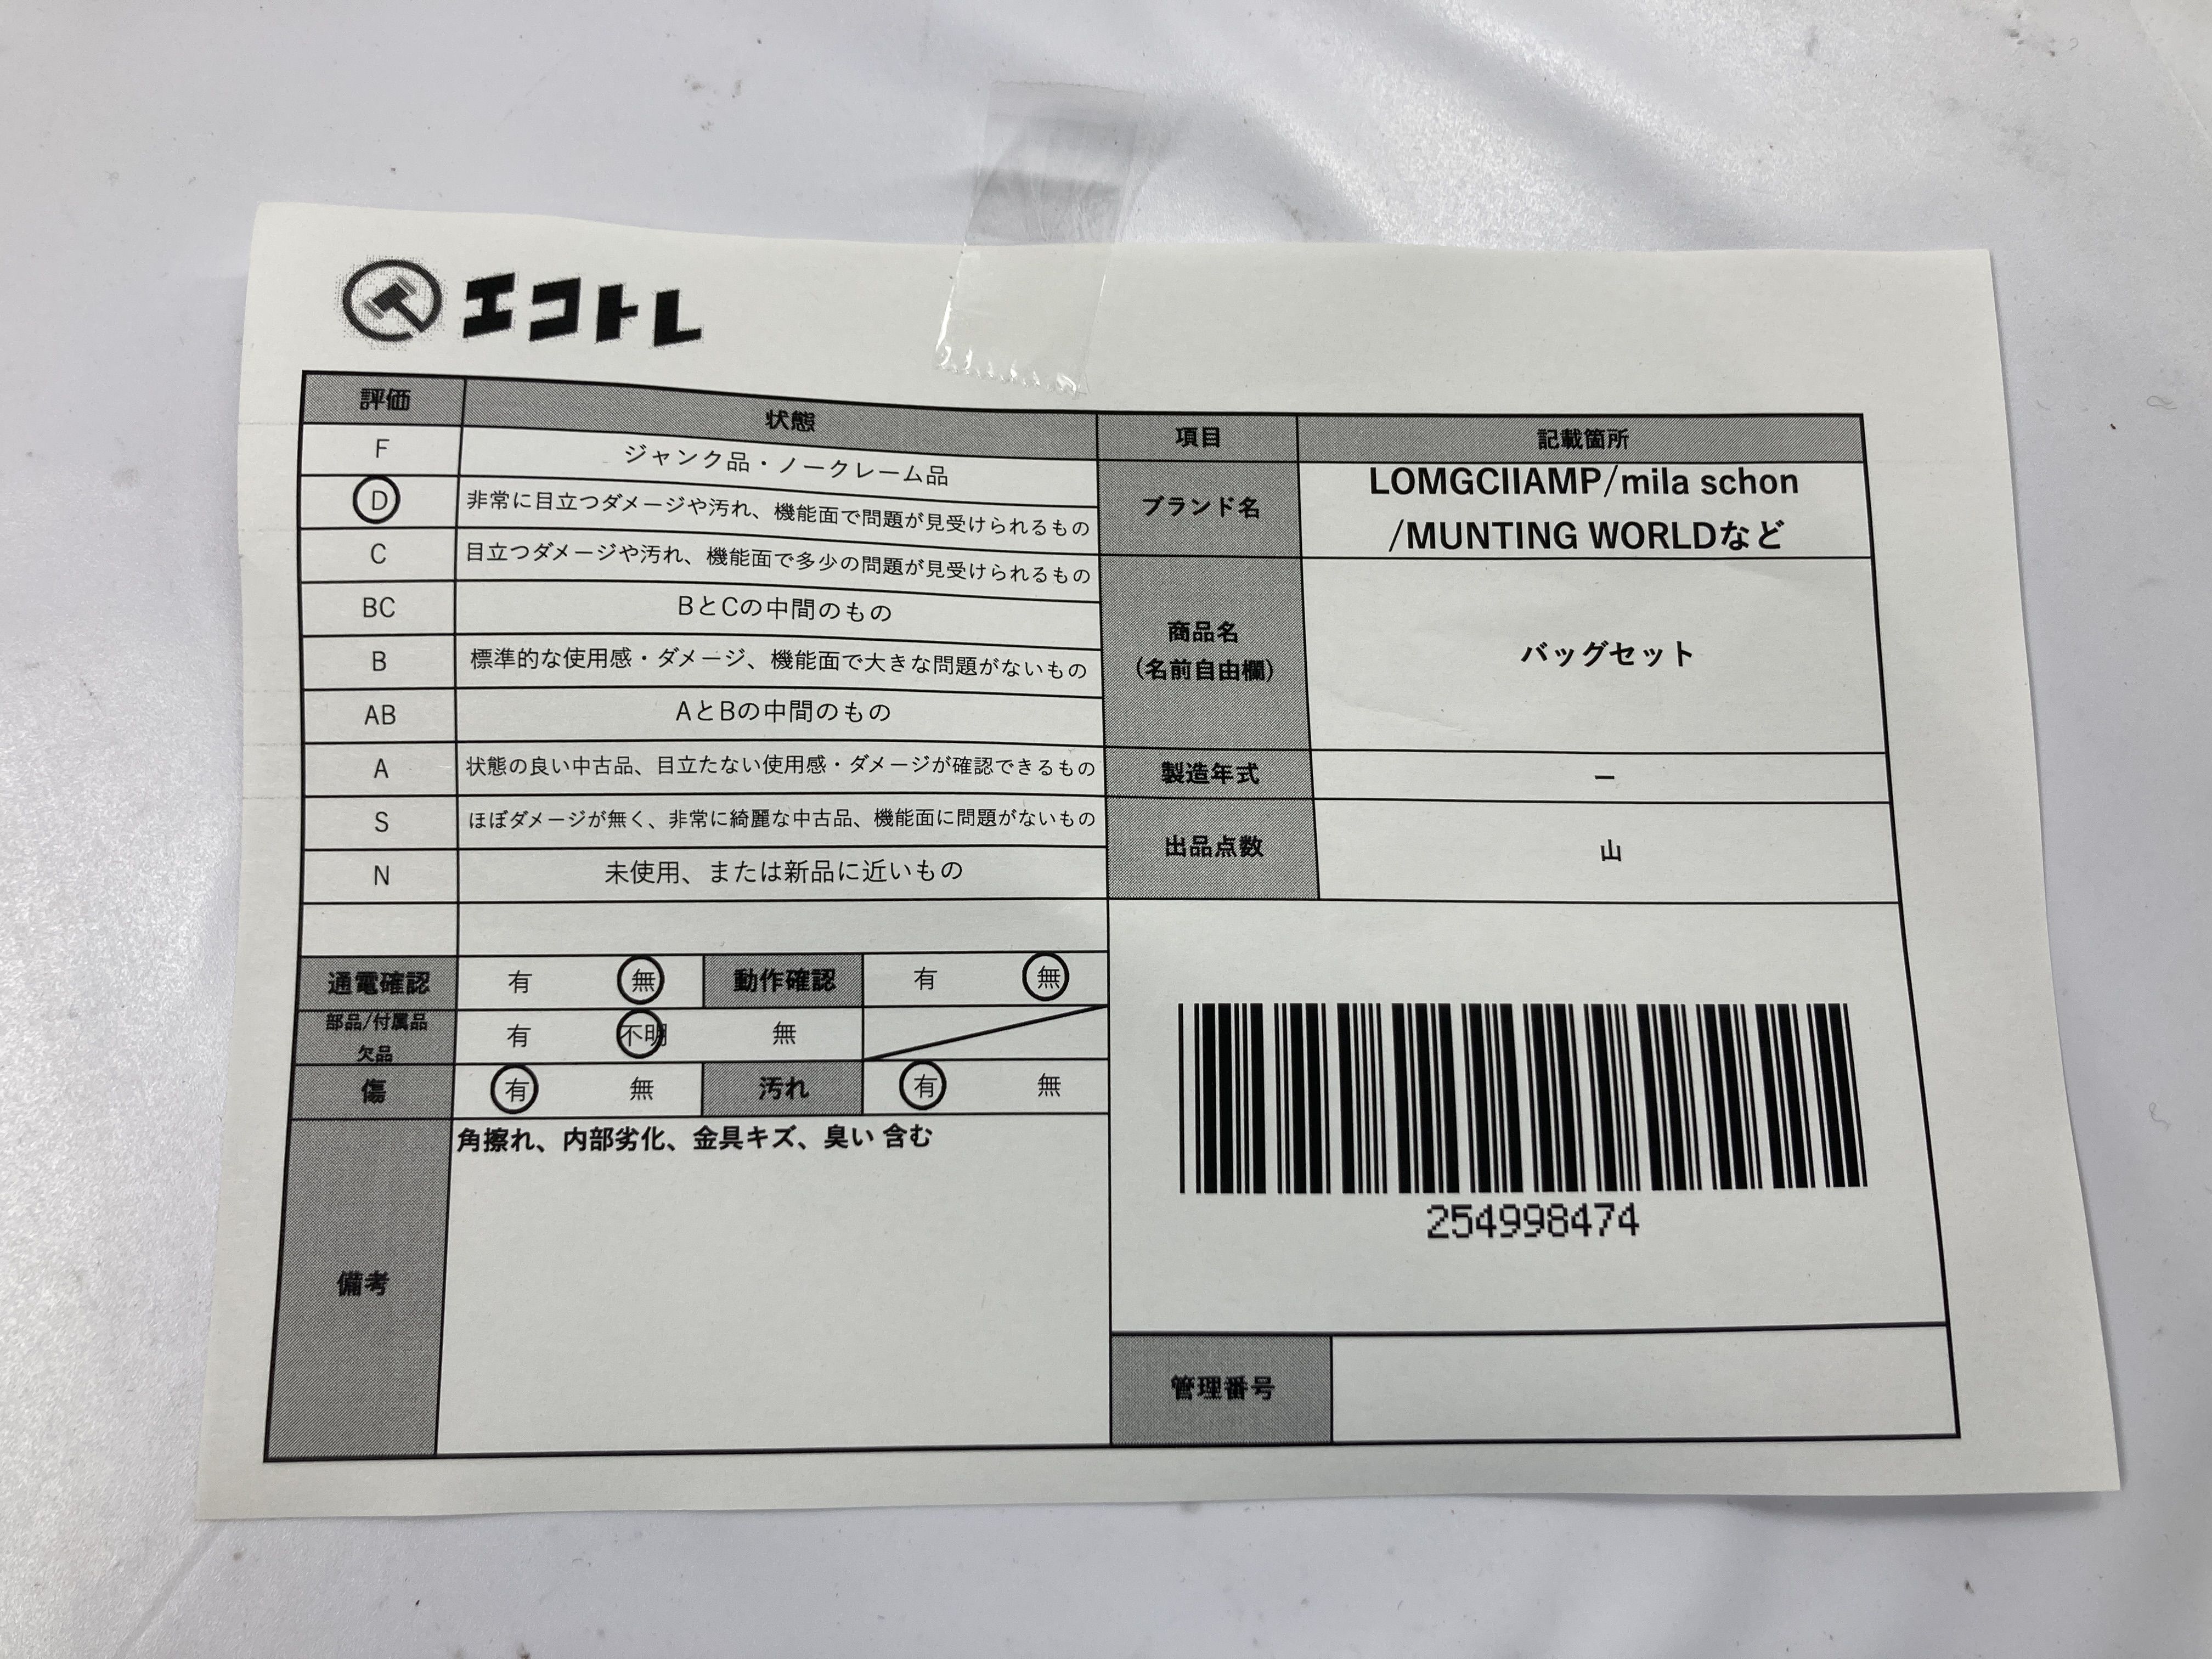 エコトレ
評価 状態
F ジャンク品・ノークレーム品
D 非常に目立つダメージや汚れ、機能面で問題が見受けられるもの
C 目立つダメージや汚れ、機能面で多少の問題が見受けられるもの
BC BとCの中間のもの
B 標準的な使用感・ダメージ、機能面で大きな問題がないもの
AB AとBの中間のもの
A 状態の良い中古品、目立たない使用感・ダメージが確認できるもの
S ほぼダメージが無く、非常に綺麗な中古品、機能面に問題がないもの
N 未使用、または新品に近いもの
通電確認 有 無 動作確認 有 無
部品/付属品
欠品 有 不明 無
傷 有 無 汚れ 有 無
備考 角擦れ、内部劣化、金具キズ、臭い 含む
項目 記載箇所
ブランド名 LOMGCIIAMP/mila schon
/MUNTING WORLDなど
商品名
(名前自由欄) バッグセット
製造年式 ー
出品点数 山
254998474
管理番号